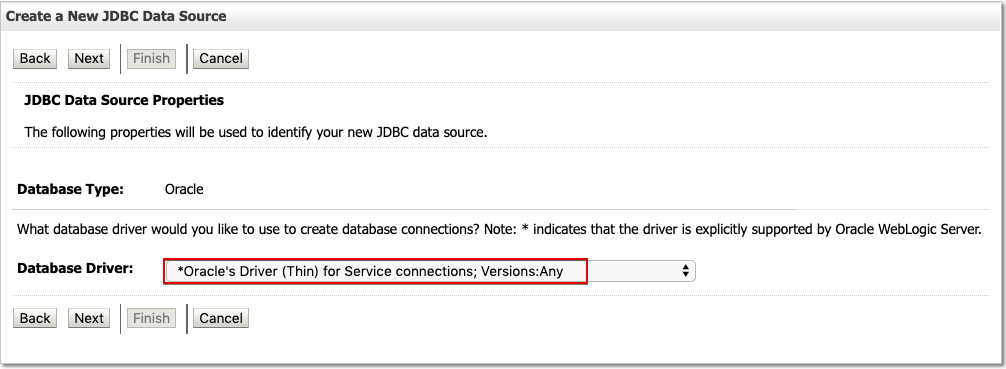 Create a New JDBC Data Source
Back Next Finish Cancel
JDBC Data Source Properties
The following properties will be used to identify your new JDBC data source.
Database Type: Oracle
What database driver would you like to use to create database connections? Note: * indicates that the driver is explicitly supported by Oracle WebLogic Server.
Database Driver: *Oracle's Driver (Thin) for Service connections; Versions:Any
Back Next Finish Cancel